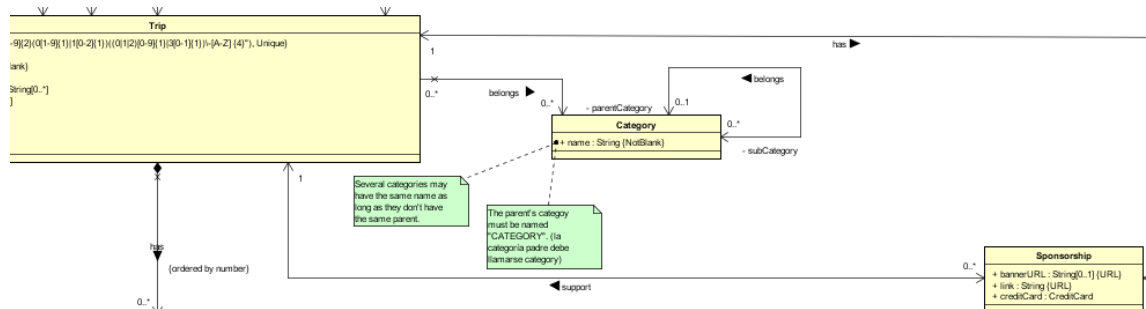 Trip
-9]{2}(0[1-9]{1}|1[0-2]{1})((0|1|2)[0-9]{1}|3[0-1]{1})\-[A-Z] {4}"), Unique}
ank}
String[0..*]
]
1
has
belongs
0..*
0..*
belongs
- parentCategory
0..1
0..*
- subCategory
Category
+ name : String {NotBlank}
Several categories may
have the same name as
long as they don't have
the same parent.
The parent's categoy
must be named
"CATEGORY". (la
categoría padre debe
llamarse category)
1
has
{ordered by number}
0..*
support
0..*
Sponsorship
+ bannerURL : String[0..1] {URL}
+ link : String {URL}
+ creditCard : CreditCard